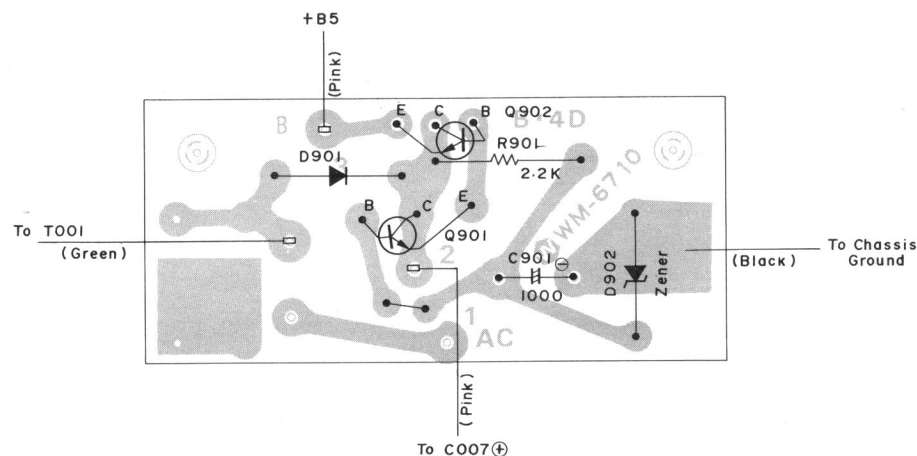 +B5
(Pink)
E C B Q902
B B-4D
R901
D901
2.2K
B C E
Q901
IWM-6710
To T001
(Green)
2
C901 ⊖
1000
D902
Zener
(Black)
To Chassis
Ground
1
AC
(Pink)
To C007⊕